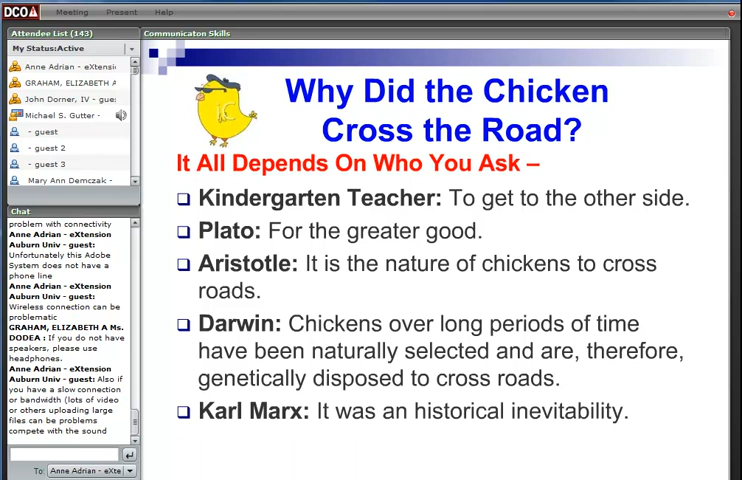 DCO
Meeting Present Help
Attendee List (143)
Communicaton Skills
My Status:Active
Anne Adrian - eXtensi
GRAHAM, ELIZABETH A
John Dorner, IV - gue
Michael S. Gutter -
- guest
- guest 2
- guest 3
Mary Ann Demczak -
Chat
problem with connectivity
Anne Adrian - eXtension
Auburn Univ - guest:
Unfortunately this Adobe
System does not have a
phone line
Anne Adrian - eXtension
Auburn Univ - guest:
Wireless connection can be
problematic
GRAHAM, ELIZABETH A Ms.
DODEA : If you do not have
speakers, please use
headphones.
Anne Adrian - eXtension
Auburn Univ - guest: Also if
you have a slow connection
or bandwidth (lots of video
or others uploading large
files can be problems
compete with the sound
To: Anne Adrian - eXte
Why Did the Chicken
Cross the Road?
It All Depends On Who You Ask –
Kindergarten Teacher: To get to the other side.
Plato: For the greater good.
Aristotle: It is the nature of chickens to cross
roads.
Darwin: Chickens over long periods of time
have been naturally selected and are, therefore,
genetically disposed to cross roads.
Karl Marx: It was an historical inevitability.